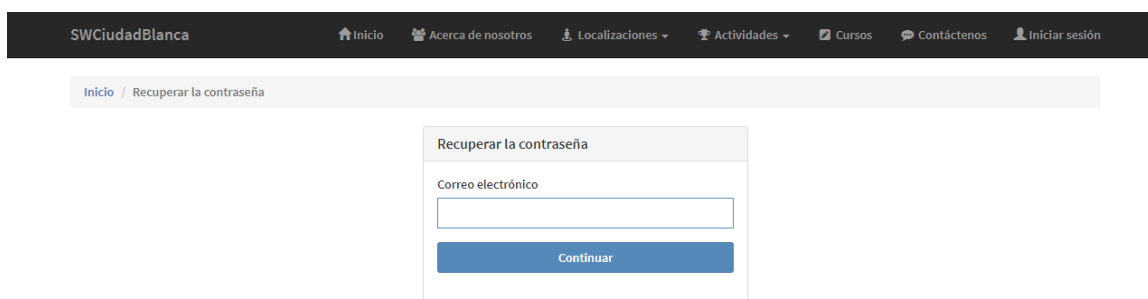 SWCiudadBlanca Inicio Acerca de nosotros Localizaciones Actividades Cursos Contáctenos Iniciar sesión
Inicio / Recuperar la contraseña
Recuperar la contraseña
Correo electrónico
Continuar